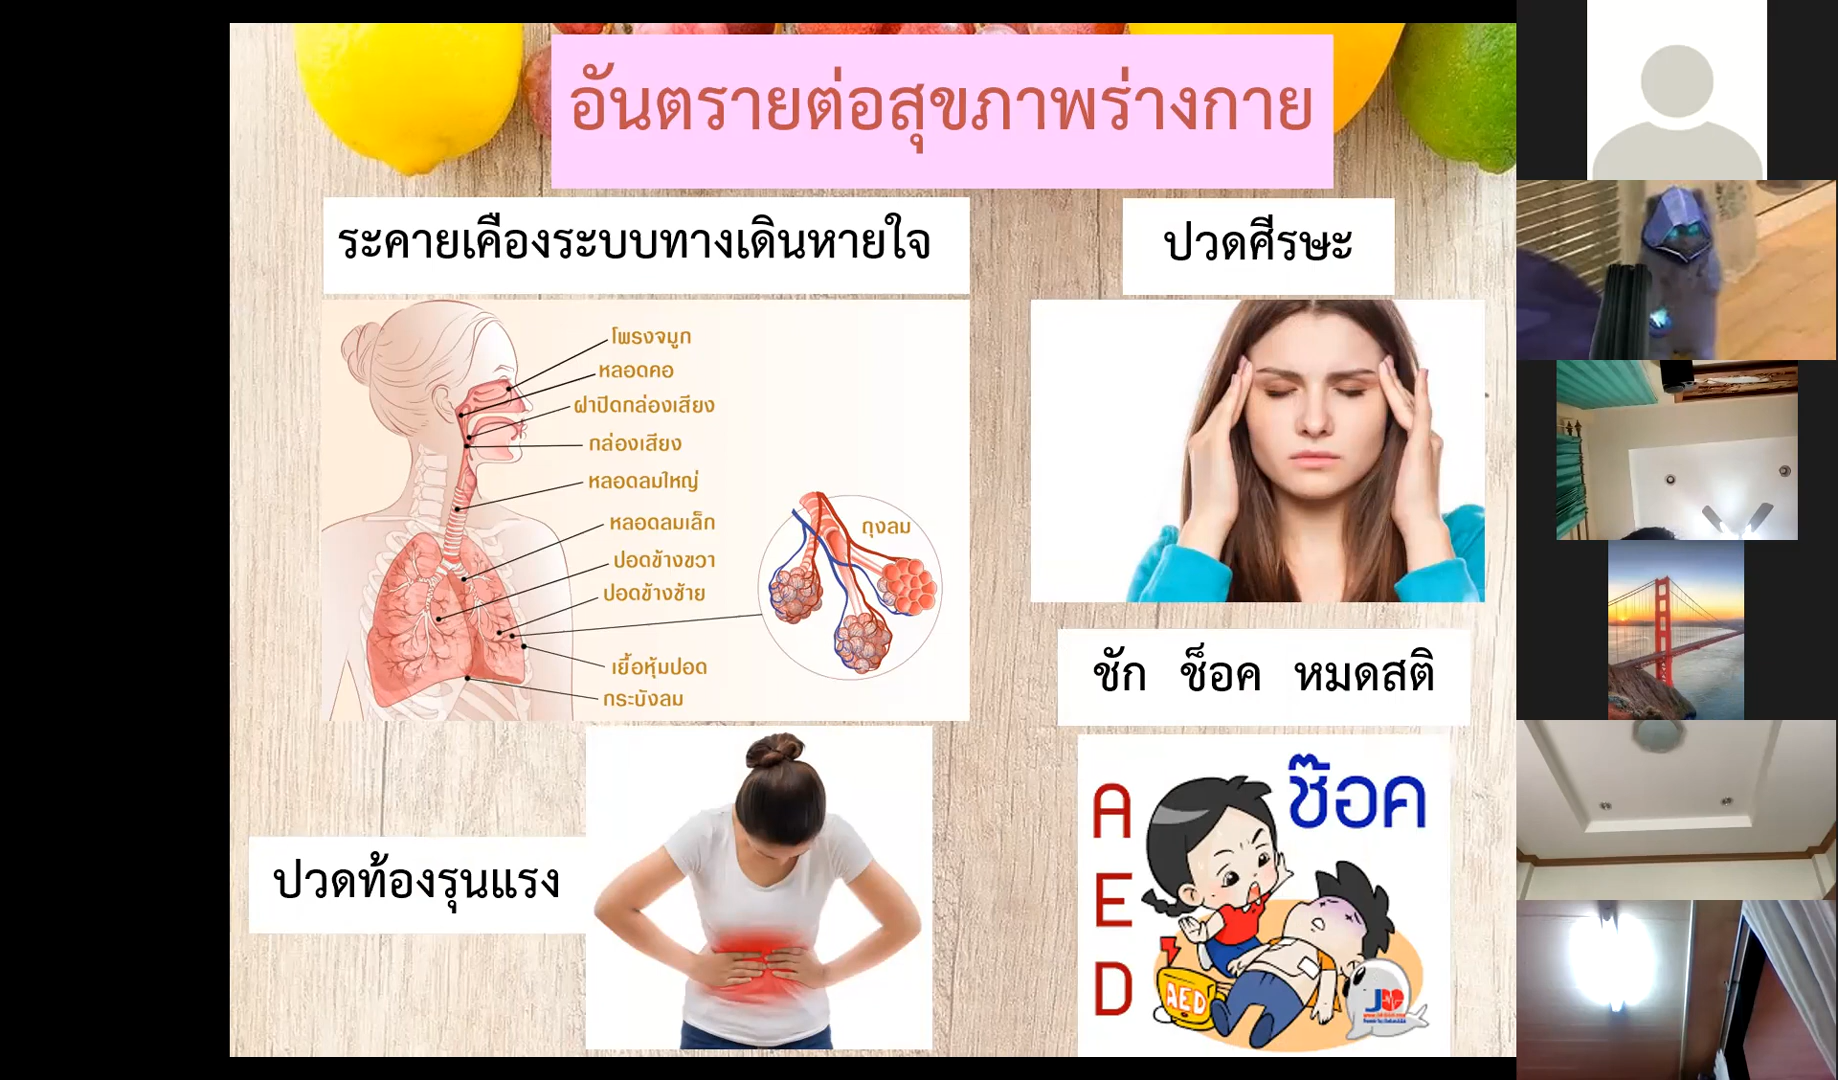 อันตรายต่อสุขภาพร่างกาย
ระคายเคืองระบบทางเดินหายใจ
ปวดศีรษะ
โพรงจมูก
หลอดคอ
ฝาปิดกล่องเสียง
กล่องเสียง
หลอดลมใหญ่
หลอดลมเล็ก
ถุงลม
ปอดข้างขวา
ปอดข้างซ้าย
เยื้อหุ้มปอด
กระบังลม
ชัก ช็อค หมดสติ
ปวดท้องรุนแรง
ช๊อค
AED
AED